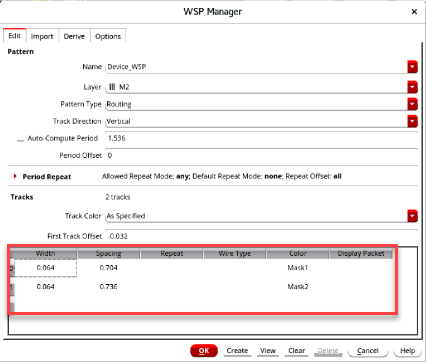 WSP Manager
Edit Import Derive Options
Pattern
Name Device_WSP
Layer M2
Pattern Type Routing
Track Direction Vertical
Auto-Compute Period 1.536
Period Offset 0
Period Repeat Allowed Repeat Mode: any; Default Repeat Mode: none; Repeat Offset: all
Tracks 2 tracks
Track Color As Specified
First Track Offset -0.032
Width Spacing Repeat Wire Type Color Display Packet
0 0.064 0.704 Mask1
1 0.064 0.736 Mask2
OK Create View Clear Delete Cancel Help